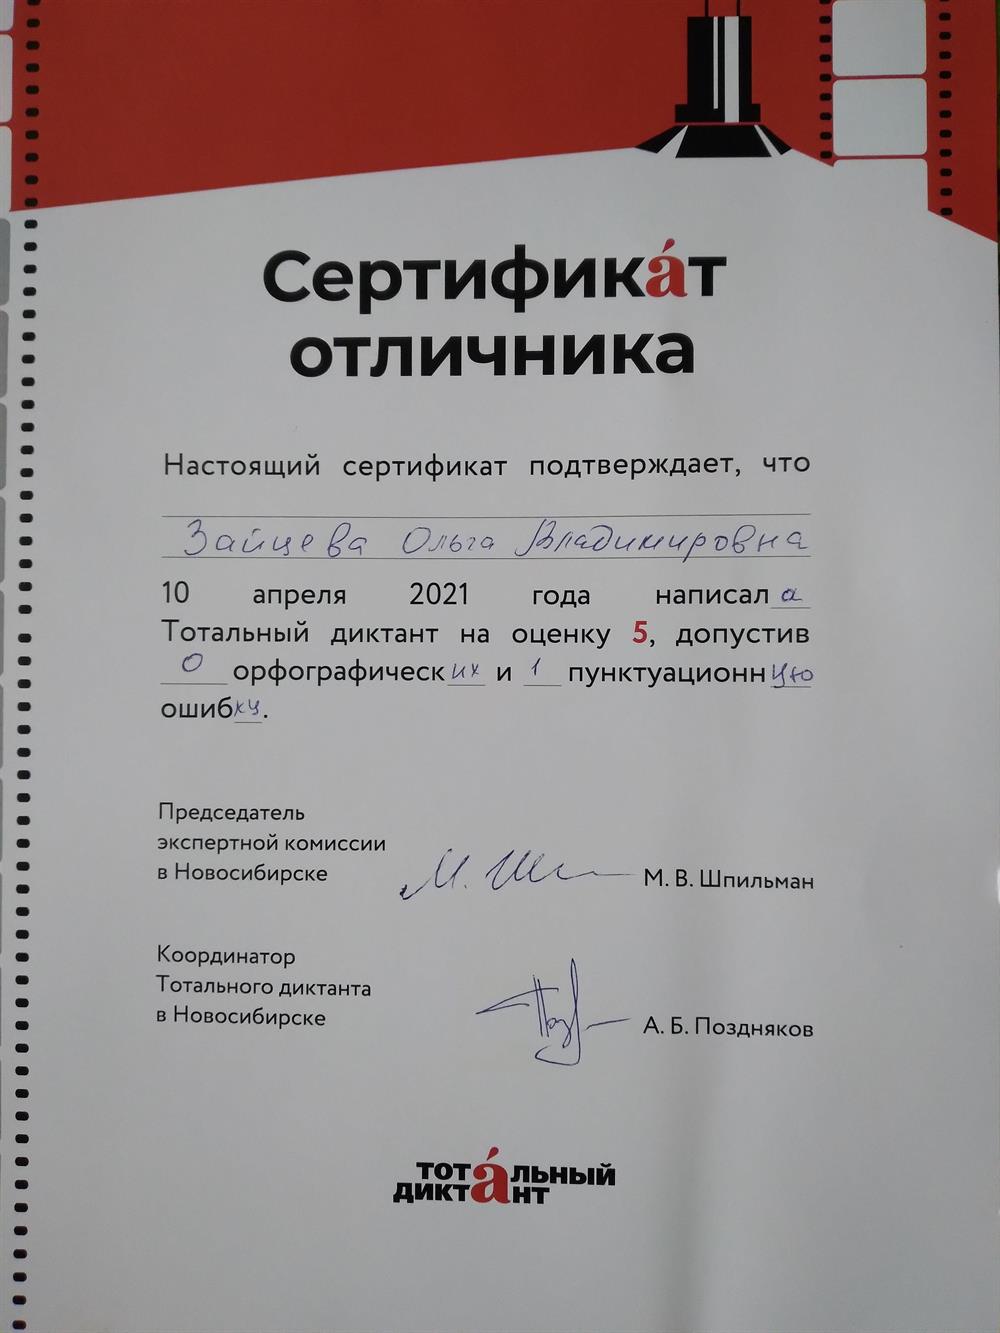 Сертифика́т
отличника
Настоящий сертификат подтверждает, что
Зайцева Ольга Владимировна
10 апреля 2021 года написала
Тотальный диктант на оценку 5, допустив
0 орфографических и 1 пунктуационную
ошибку.
Председатель
экспертной комиссии
в Новосибирске
М. Шп
М. В. Шпильман
Координатор
Тотального диктанта
в Новосибирске
А. Б. Поздняков
тота́льный
диктант